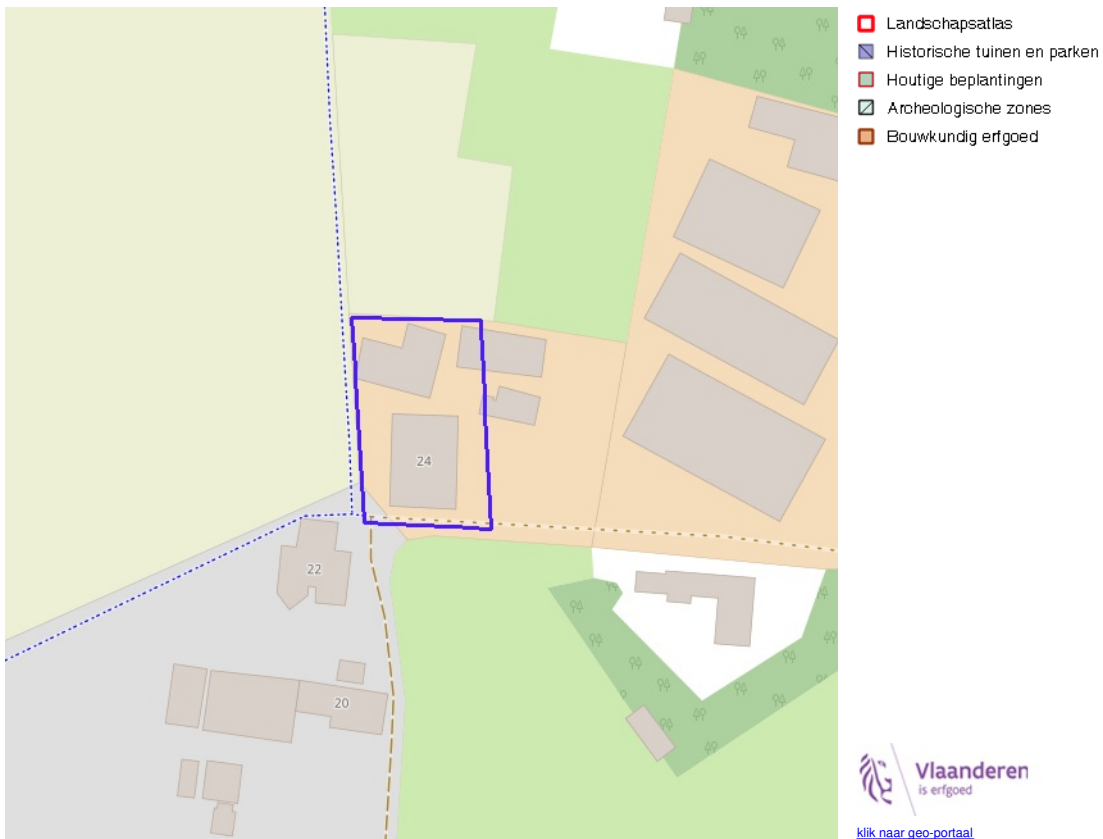 Landschapsatlas
Historische tuinen en parken
Houtige beplantingen
Archeologische zones
Bouwkundig erfgoed
24
22
20
Vlaanderen
is erfgoed
klik naar geo-portaal